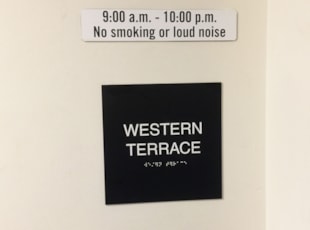 9:00 a.m. - 10:00 p.m.
No smoking or loud noise
WESTERN
TERRACE